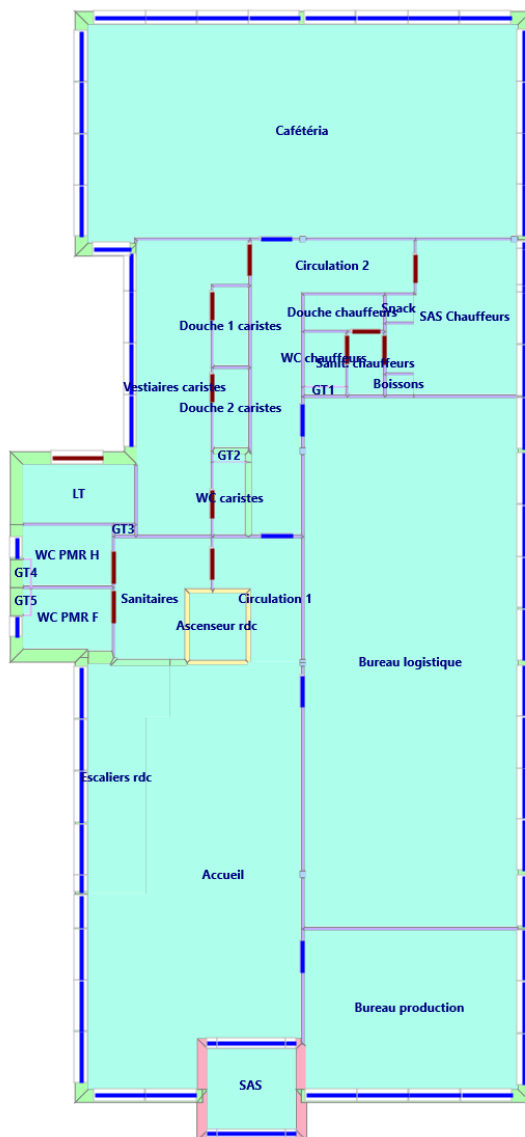 Cafétéria
Circulation 2
Douche chauffeurs
Snack
SAS Chauffeurs
Douche 1 caristes
WC chauffeurs
Sanit. chauffeurs
Vestiaires caristes
Boissons
GT1
Douche 2 caristes
GT2
LT
WC caristes
GT3
WC PMR H
GT4
GT5
Sanitaires
Circulation 1
WC PMR F
Ascenseur rdc
Bureau logistique
Escaliers rdc
Accueil
Bureau production
SAS